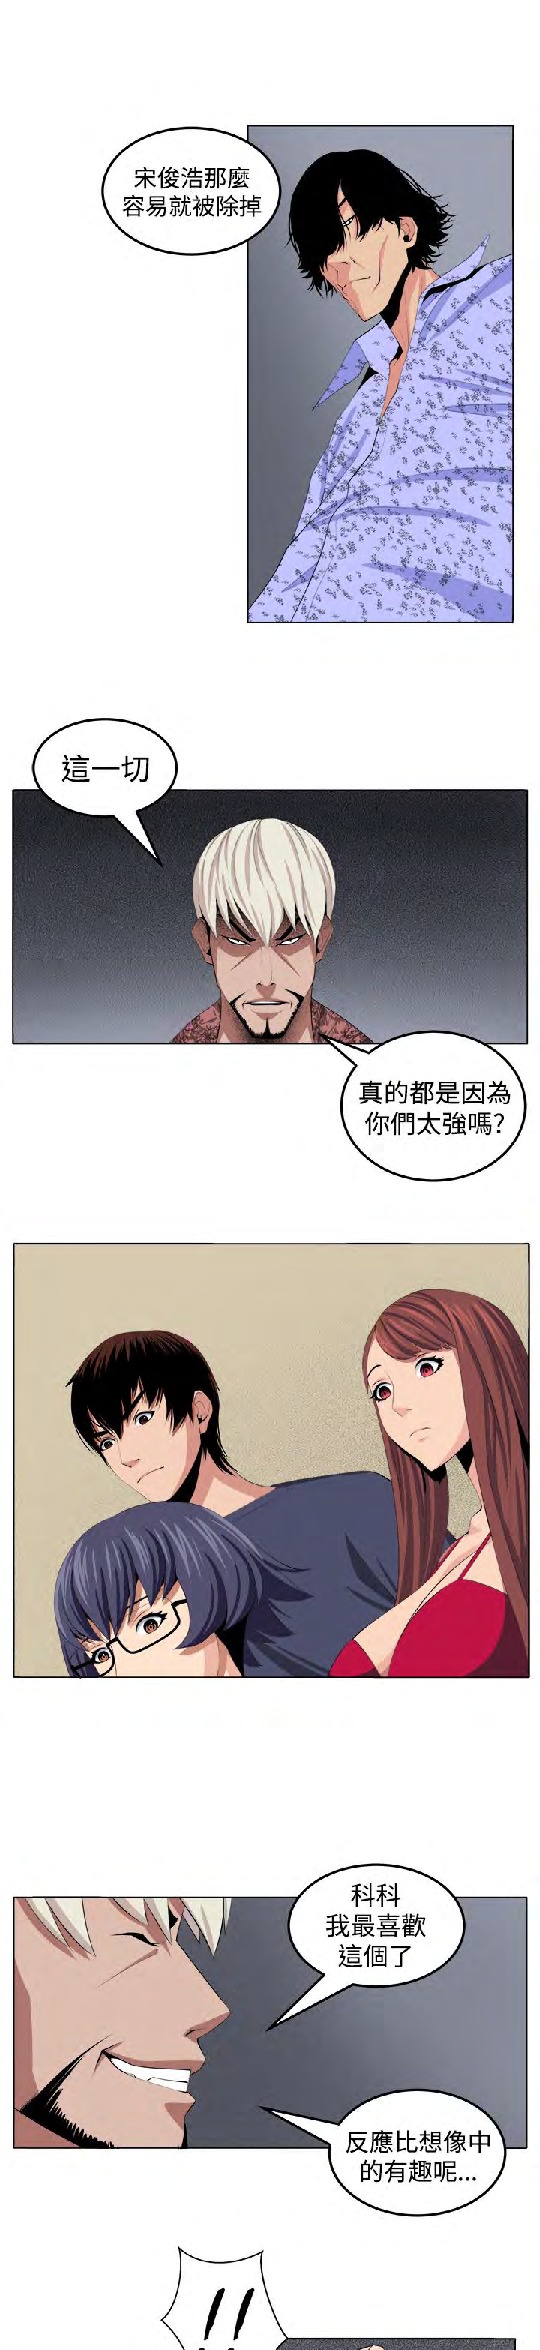 宋俊浩那麼
容易就被除掉
這一切
真的都是因為
你們太強嗎?
科科
我最喜歡
這個了
反應比想像中
的有趣呢...